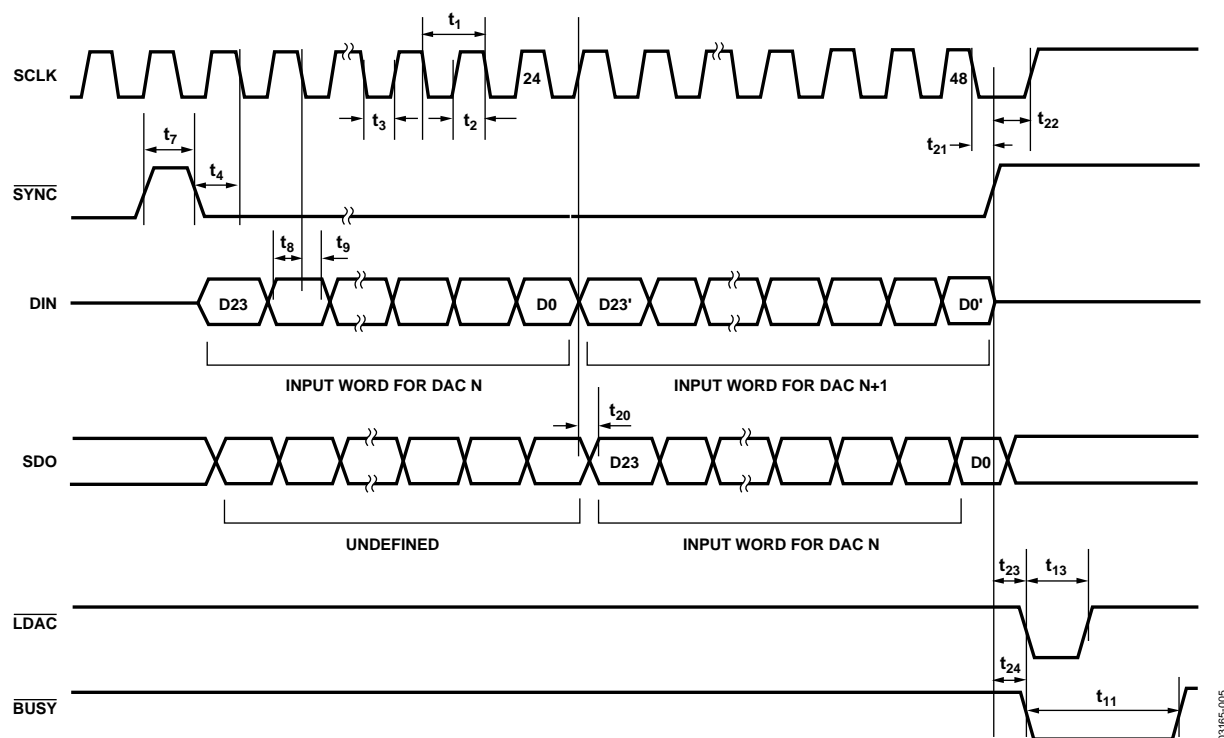 t1
SCLK
24
48
t3
t2
t22
t21
t7
t4
SYNC
t8
t9
DIN
D23
D0
D23'
D0'
INPUT WORD FOR DAC N
INPUT WORD FOR DAC N+1
t20
SDO
D23
D0
UNDEFINED
INPUT WORD FOR DAC N
t23
t13
LDAC
t24
t11
BUSY
03165-005